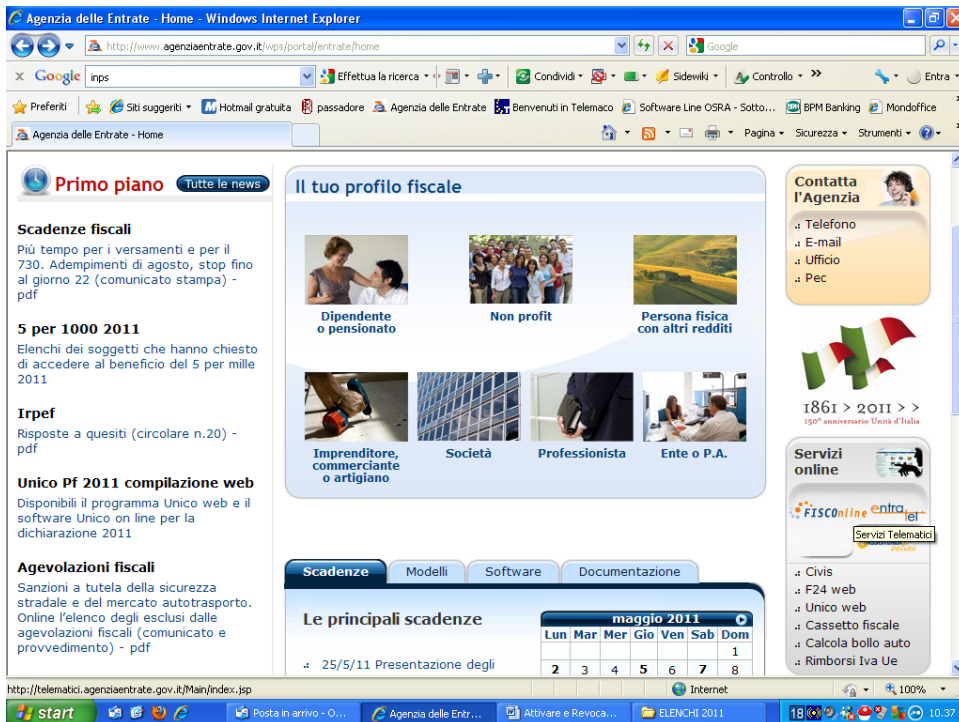 Agenzia delle Entrate - Home - Windows Internet Explorer
http://www.agenziaentrate.gov.it/wps/portal/entrate/home
Google
x Google inps Effettua la ricerca Condividi Sidewiki Controllo >> Entra
Preferiti Siti suggeriti Hotmail gratuita passadore Agenzia delle Entrate Benvenuti in Telemaco Software Line OSRA - Sotto... BPM Banking Mondoffice
Agenzia delle Entrate - Home Pagina Sicurezza Strumenti
Primo piano Tutte le news
Scadenze fiscali
Più tempo per i versamenti e per il
730. Adempimenti di agosto, stop fino
al giorno 22 (comunicato stampa) -
pdf
5 per 1000 2011
Elenchi dei soggetti che hanno chiesto
di accedere al beneficio del 5 per mille
2011
Irpef
Risposte a quesiti (circolare n.20) -
pdf
Unico Pf 2011 compilazione web
Disponibili il programma Unico web e il
software Unico on line per la
dichiarazione 2011
Agevolazioni fiscali
Sanzioni a tutela della sicurezza
stradale e del mercato autotrasporto.
Online l'elenco degli esclusi dalle
agevolazioni fiscali (comunicato e
provvedimento) - pdf
Il tuo profilo fiscale
Dipendente
o pensionato
Non profit
Persona fisica
con altri redditi
Imprenditore,
commerciante
o artigiano
Società
Professionista
Ente o P.A.
Scadenze Modelli Software Documentazione
Le principali scadenze
25/5/11 Presentazione degli
maggio 2011
Lun Mar Mer Gio Ven Sab Dom
1
2 3 4 5 6 7 8
Contatta
l'Agenzia
.: Telefono
.: E-mail
.: Ufficio
.: Pec
1861 > 2011 > >
150° anniversario Unità d'Italia
Servizi
online
FISCOnline entratel
Servizi Telematici
online
.: Civis
.: F24 web
.: Unico web
.: Cassetto fiscale
.: Calcola bollo auto
.: Rimborsi Iva Ue
http://telematici.agenziaentrate.gov.it/Main/index.jsp Internet 100%
start Posta in arrivo - O... Agenzia delle Entr... Attivare e Revoca... ELENCHI 2011 18 10.37